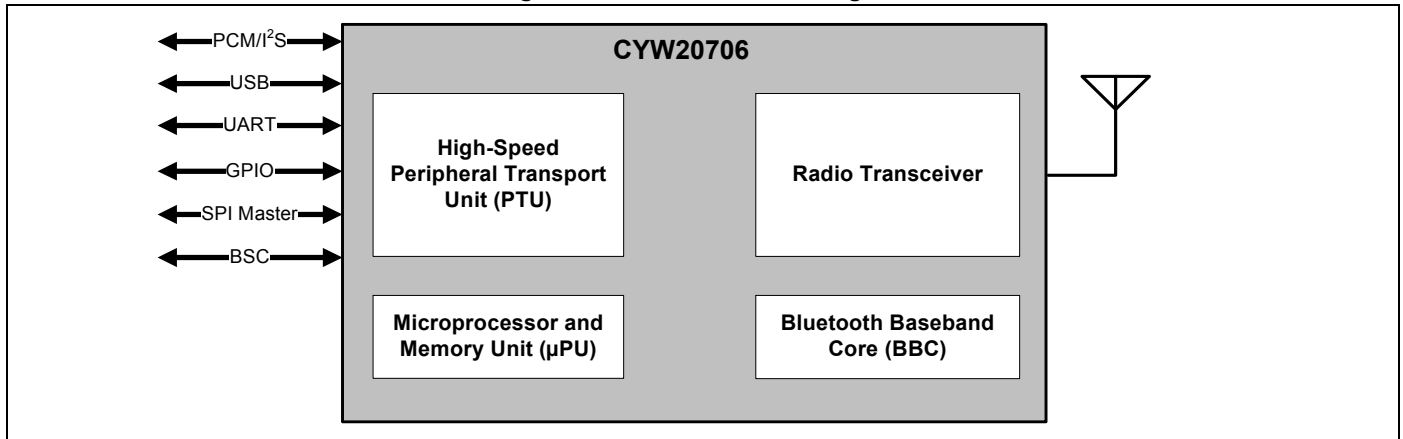 CYW20706
PCM/I²S
USB
UART
GPIO
SPI Master
BSC
High-Speed
Peripheral Transport
Unit (PTU)
Radio Transceiver
Microprocessor and
Memory Unit (µPU)
Bluetooth Baseband
Core (BBC)